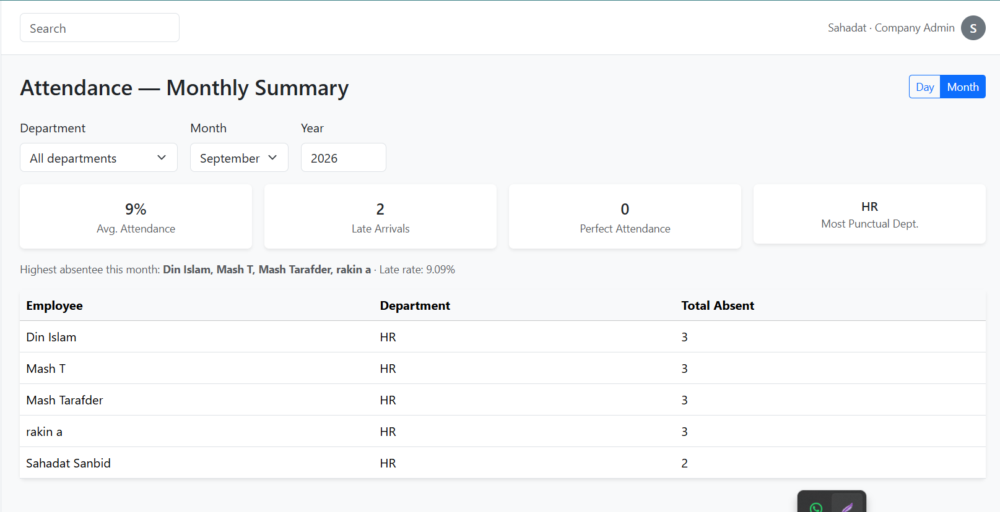 Search
Sahadat · Company Admin S
Attendance — Monthly Summary
Day Month
Department Month Year
All departments September 2026
9% 2 0 HR
Avg. Attendance Late Arrivals Perfect Attendance Most Punctual Dept.
Highest absentee this month: Din Islam, Mash T, Mash Tarafder, rakin a · Late rate: 9.09%
Employee Department Total Absent
Din Islam HR 3
Mash T HR 3
Mash Tarafder HR 3
rakin a HR 3
Sahadat Sanbid HR 2